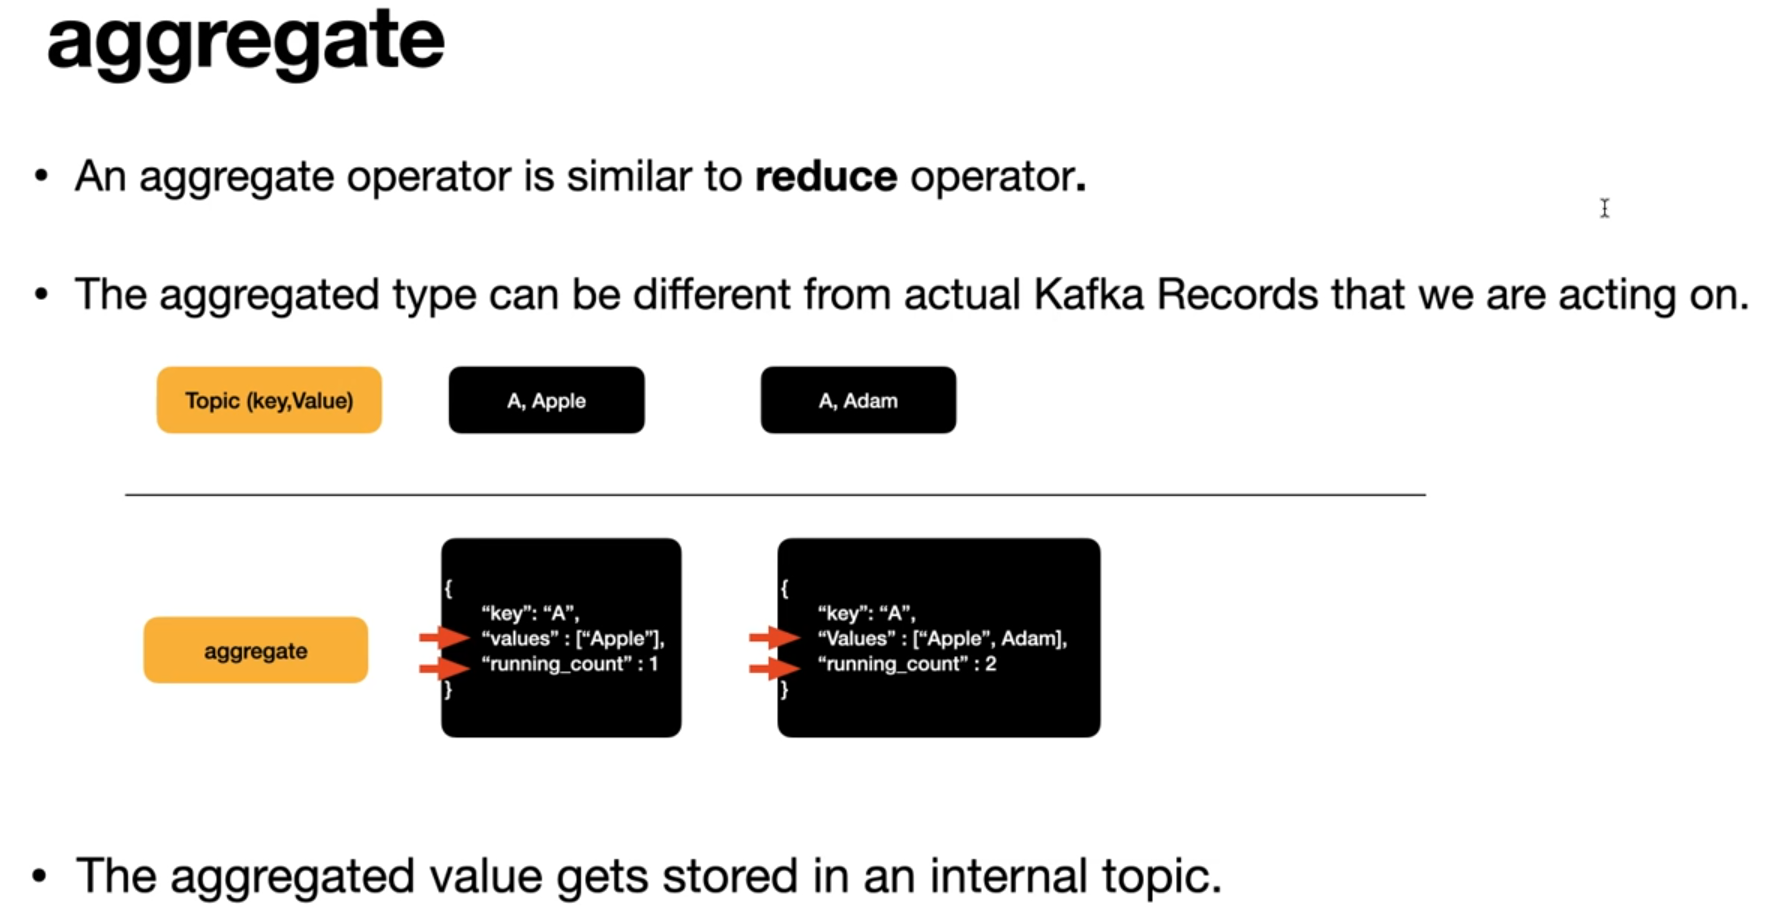 aggregate
• An aggregate operator is similar to reduce operator.
• The aggregated type can be different from actual Kafka Records that we are acting on.
Topic (key,Value)
A, Apple
A, Adam
aggregate
{
“key”: “A”,
“values” : [“Apple”],
“running_count” : 1
}
{
“key”: “A”,
“Values” : [“Apple”, Adam],
“running_count” : 2
}
• The aggregated value gets stored in an internal topic.